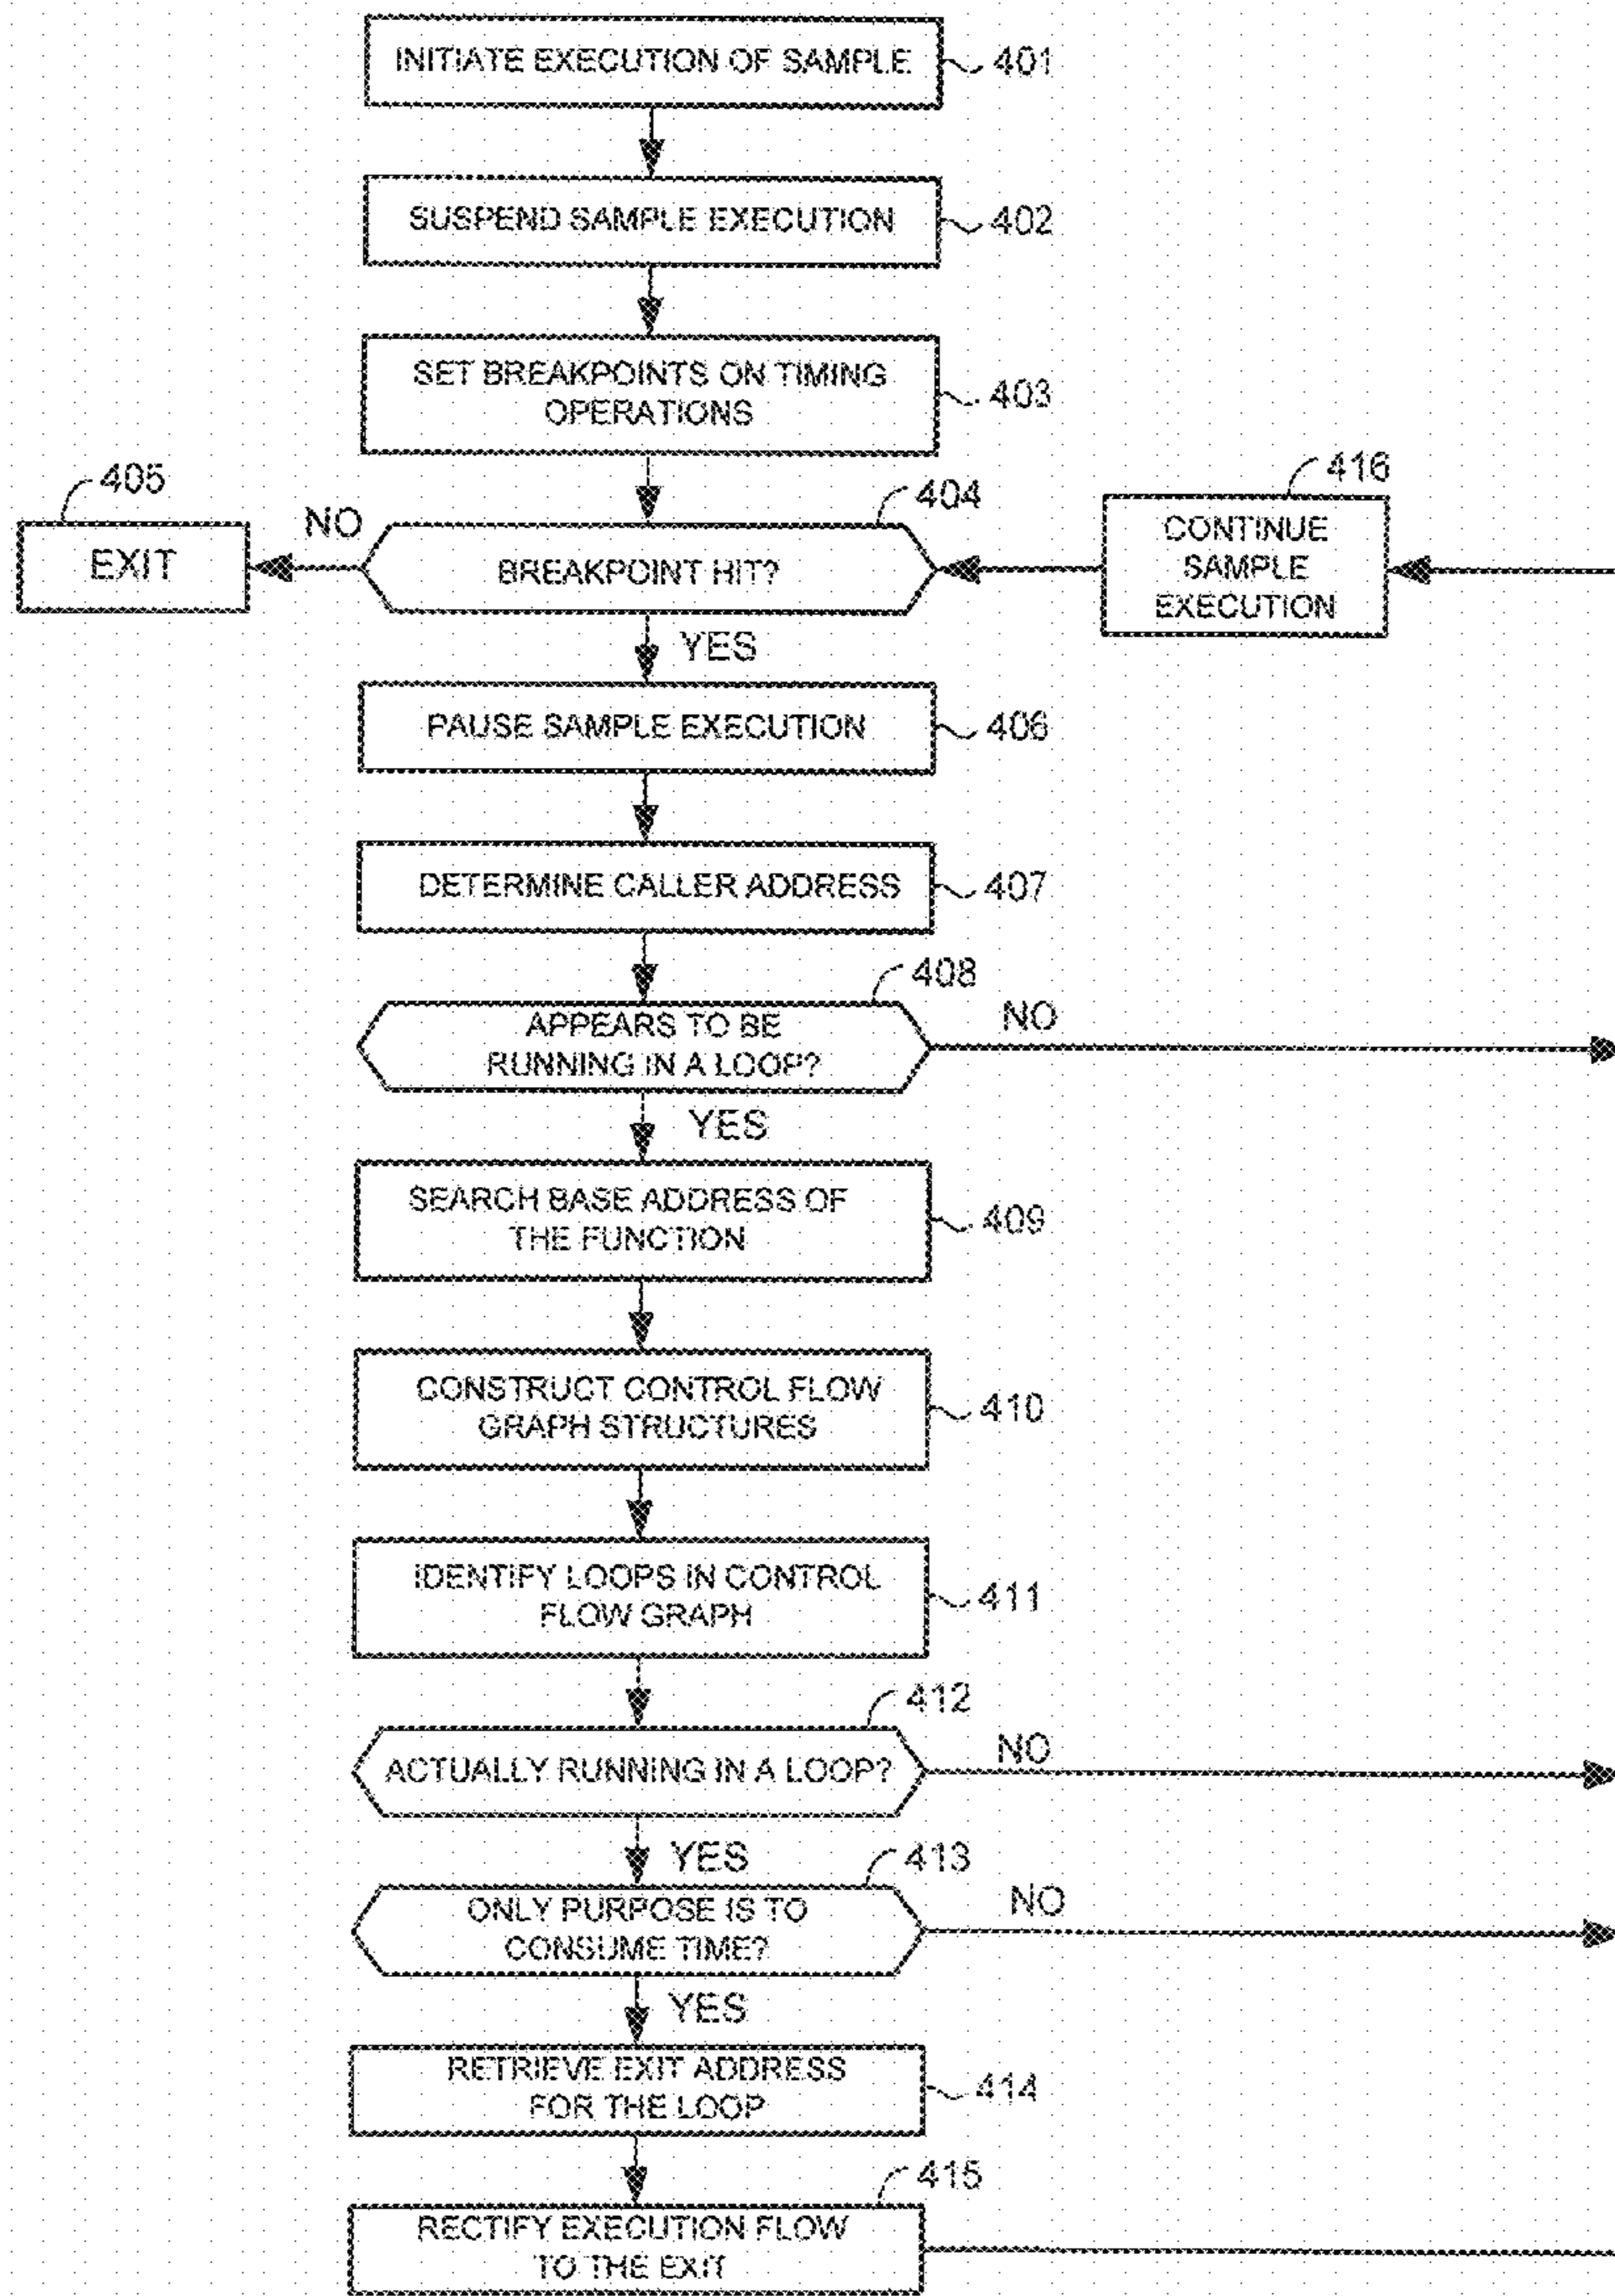 INITIATE EXECUTION OF SAMPLE
401
SUSPEND SAMPLE EXECUTION
402
SET BREAKPOINTS ON TIMING
OPERATIONS
403
405
EXIT
NO
404
BREAKPOINT HIT?
416
CONTINUE
SAMPLE
EXECUTION
YES
PAUSE SAMPLE EXECUTION
406
DETERMINE CALLER ADDRESS
407
408
APPEARS TO BE
RUNNING IN A LOOP?
NO
YES
SEARCH BASE ADDRESS OF
THE FUNCTION
409
CONSTRUCT CONTROL FLOW
GRAPH STRUCTURES
410
IDENTIFY LOOPS IN CONTROL
FLOW GRAPH
411
412
ACTUALLY RUNNING IN A LOOP?
NO
YES
413
ONLY PURPOSE IS TO
CONSUME TIME?
NO
YES
RETRIEVE EXIT ADDRESS
FOR THE LOOP
414
415
RECTIFY EXECUTION FLOW
TO THE EXIT